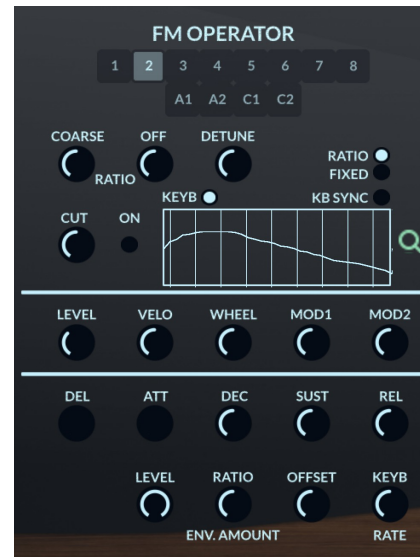 FM OPERATOR
1 2 3 4 5 6 7 8
A1 A2 C1 C2
COARSE OFF DETUNE
RATIO
RATIO
FIXED
KEYB KB SYNC
CUT ON
LEVEL VELO WHEEL MOD1 MOD2
DEL ATT DEC SUST REL
LEVEL RATIO OFFSET KEYB
ENV. AMOUNT RATE